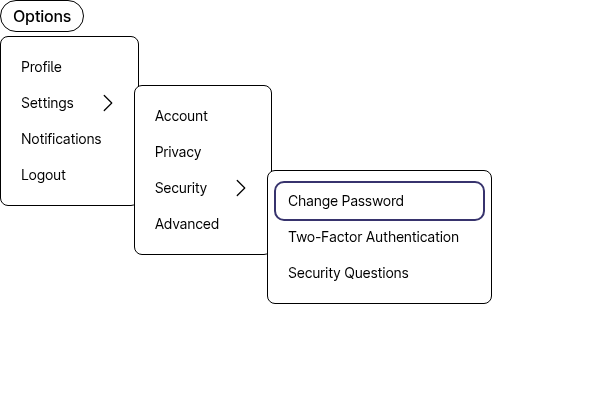 Options
Profile
Settings
Notifications
Logout
Account
Privacy
Security
Advanced
Change Password
Two-Factor Authentication
Security Questions